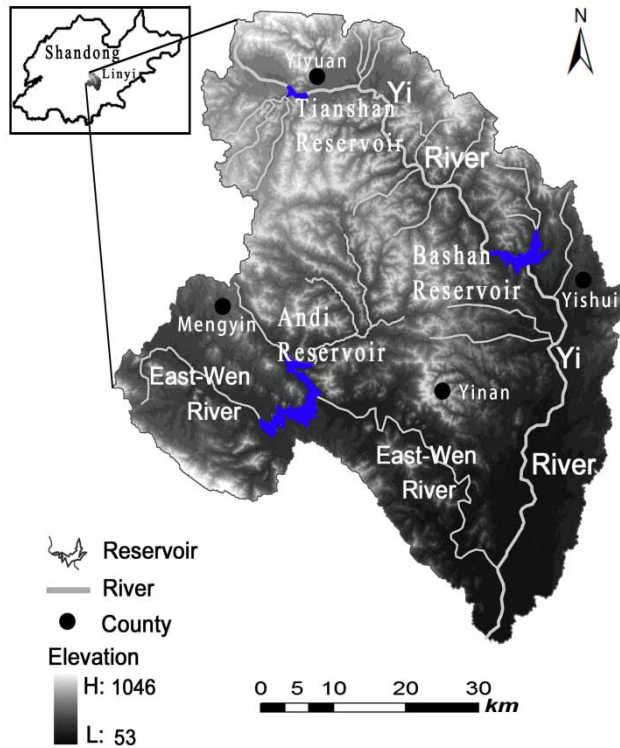 N
Shandong
Linyi
Yiyuan
Yi
Tianshan
Reservoir
River
Bashan
Reservoir
Yishui
Mengyin
Andi
Reservoir
Yi
East-Wen
River
Yinan
East-Wen
River
River
Reservoir
River
County
Elevation
H: 1046
L: 53
0 5 10 20 30
km